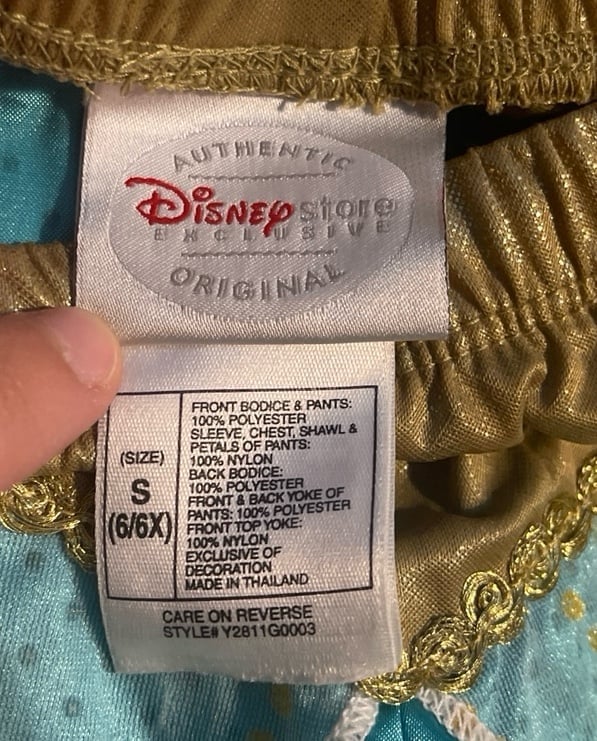 AUTHENTIC
Disney store
EXCLUSIVE
ORIGINAL
(SIZE)
S
(6/6X)
FRONT BODICE & PANTS:
100% POLYESTER
SLEEVE, CHEST, SHAWL &
PETALS OF PANTS:
100% NYLON
BACK BODICE:
100% POLYESTER
FRONT & BACK YOKE OF
PANTS: 100% POLYESTER
FRONT TOP YOKE:
100% NYLON
EXCLUSIVE OF
DECORATION
MADE IN THAILAND
CARE ON REVERSE
STYLE# Y2811G0003